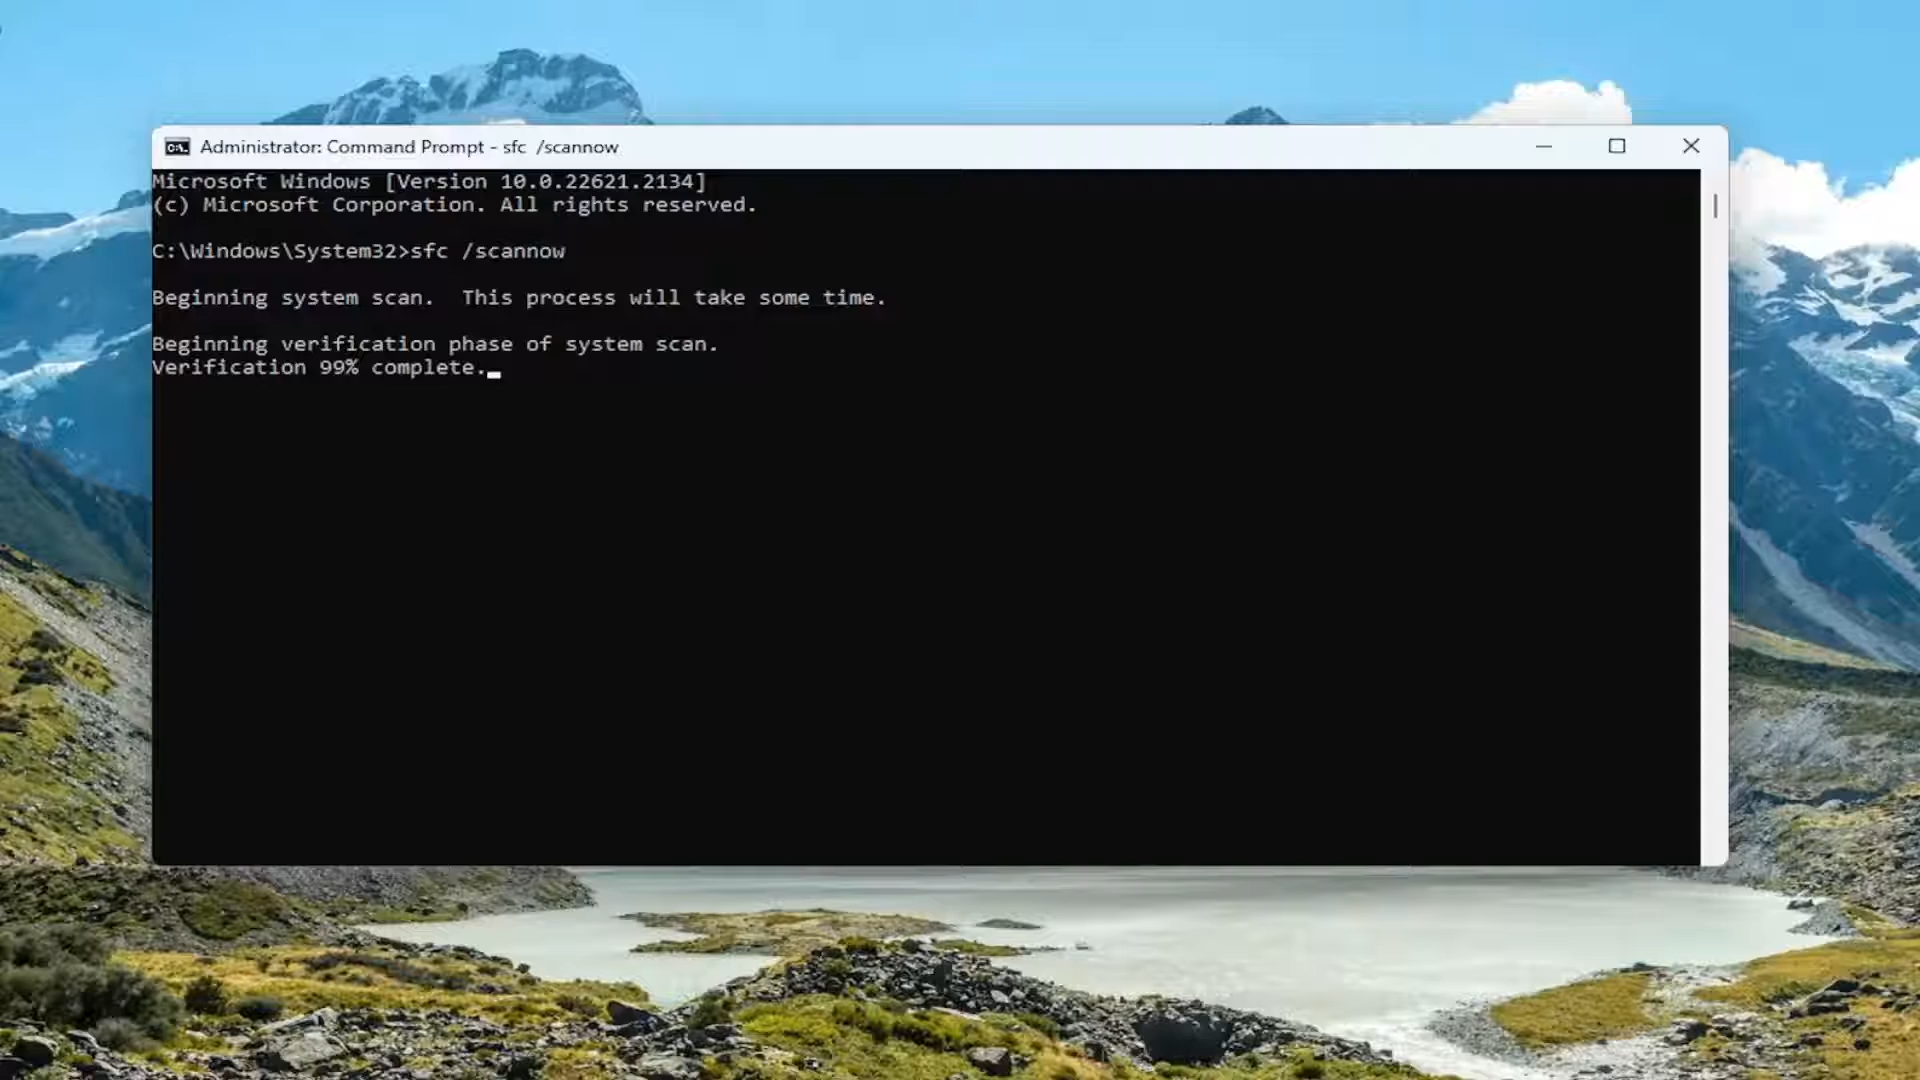 Administrator: Command Prompt - sfc  /scannow
Microsoft Windows [Version 10.0.22621.2134]
(c) Microsoft Corporation. All rights reserved.
C:\Windows\System32>sfc /scannow
Beginning system scan.  This process will take some time.
Beginning verification phase of system scan.
Verification 99% complete.